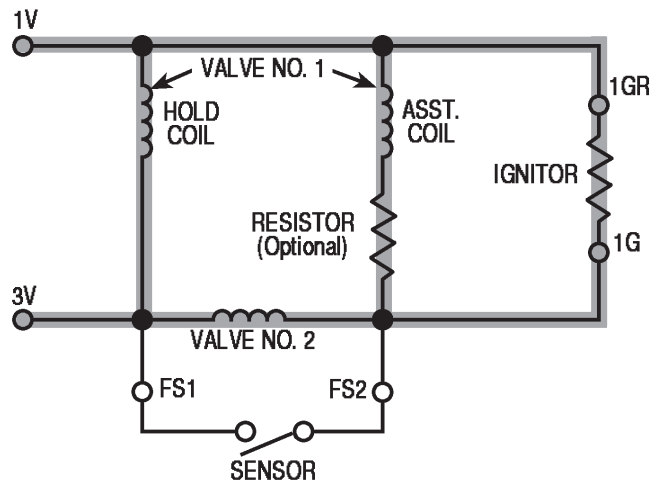 1V
VALVE NO. 1
1GR
HOLD
COIL
ASST.
COIL
IGNITOR
RESISTOR
(Optional)
1G
3V
VALVE NO. 2
FS1
FS2
SENSOR